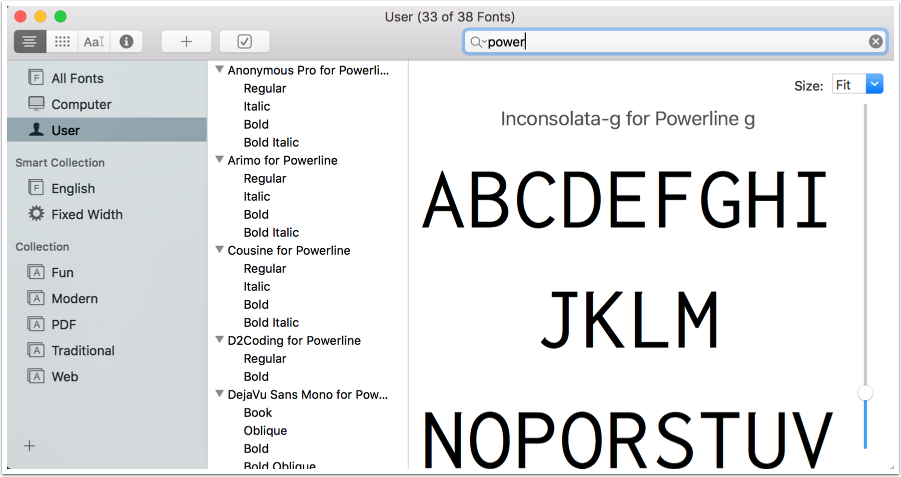 User (33 of 38 Fonts)
Aa
power
All Fonts
Computer
User
Smart Collection
English
Fixed Width
Collection
Fun
Modern
PDF
Traditional
Web
Anonymous Pro for Powerli...
Regular
Italic
Bold
Bold Italic
Arimo for Powerline
Regular
Italic
Bold
Bold Italic
Cousine for Powerline
Regular
Italic
Bold
Bold Italic
D2Coding for Powerline
Regular
Bold
DejaVu Sans Mono for Pow...
Book
Oblique
Bold
Bold Oblique
Size: Fit
Inconsolata-g for Powerline g
ABCDEFGHI
JKLM
NOPQRSTUV